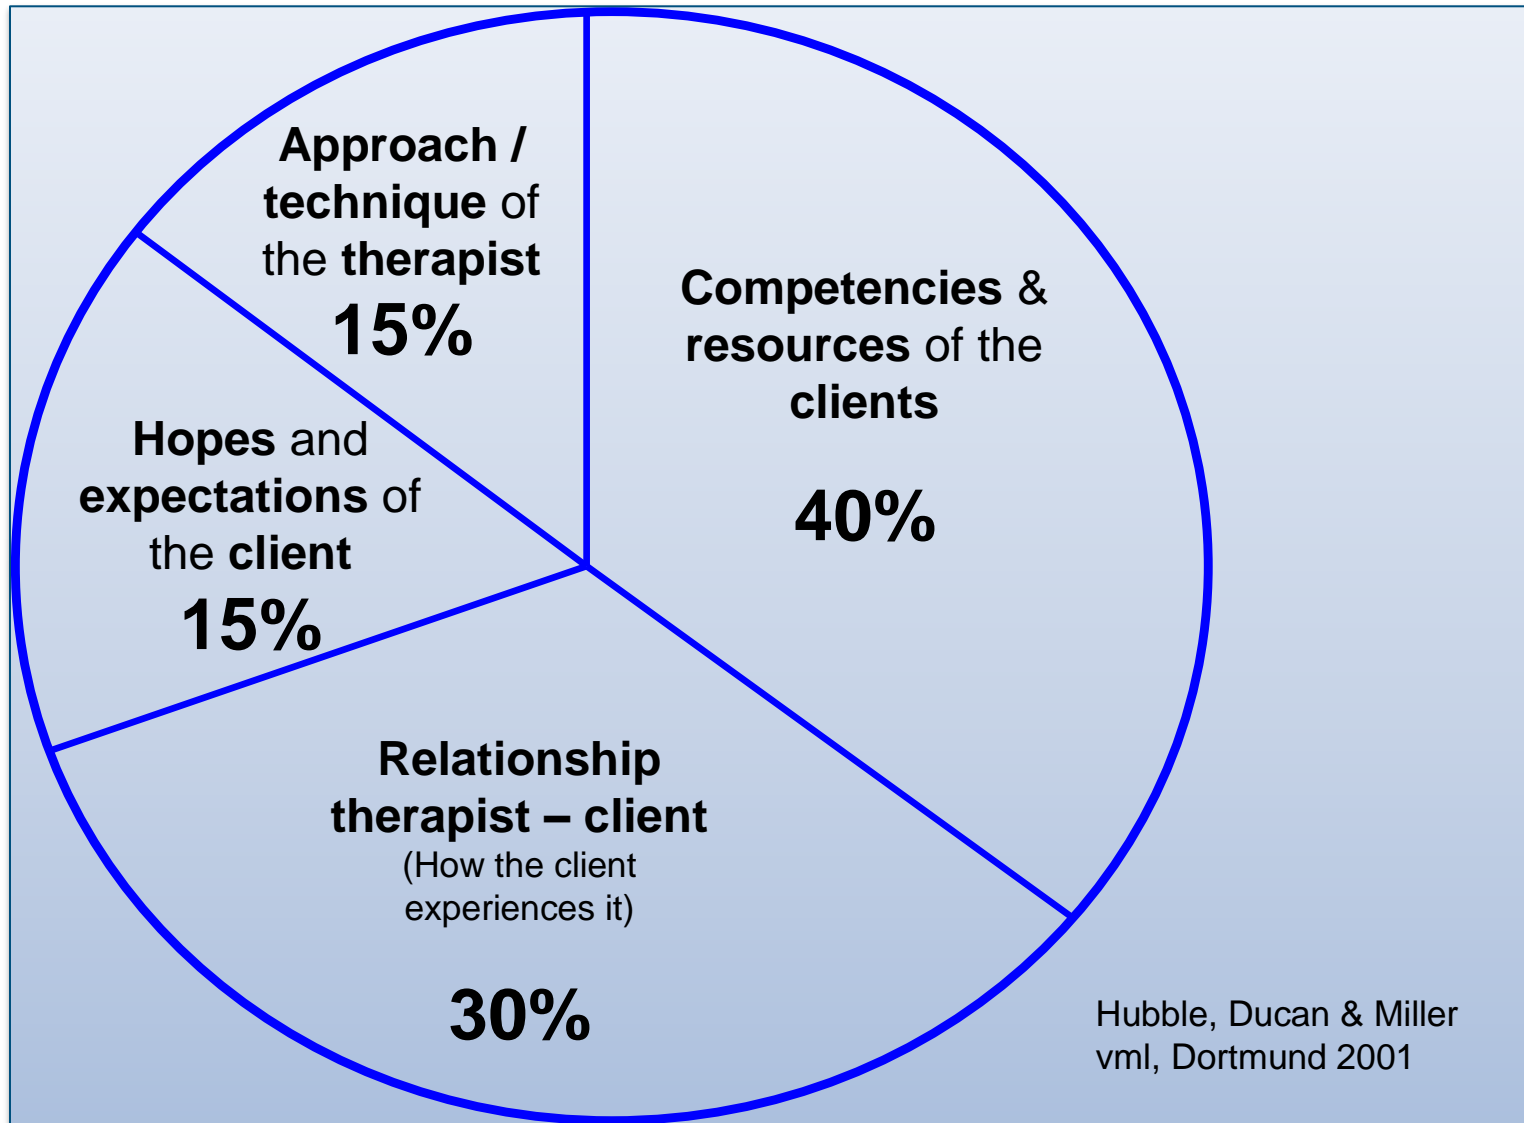 Approach /
technique of
the therapist
15%
Competencies &
resources of the
clients
40%
Hopes and
expectations of
the client
15%
Relationship
therapist – client
(How the client
experiences it)
30%
Hubble, Ducan & Miller
vml, Dortmund 2001